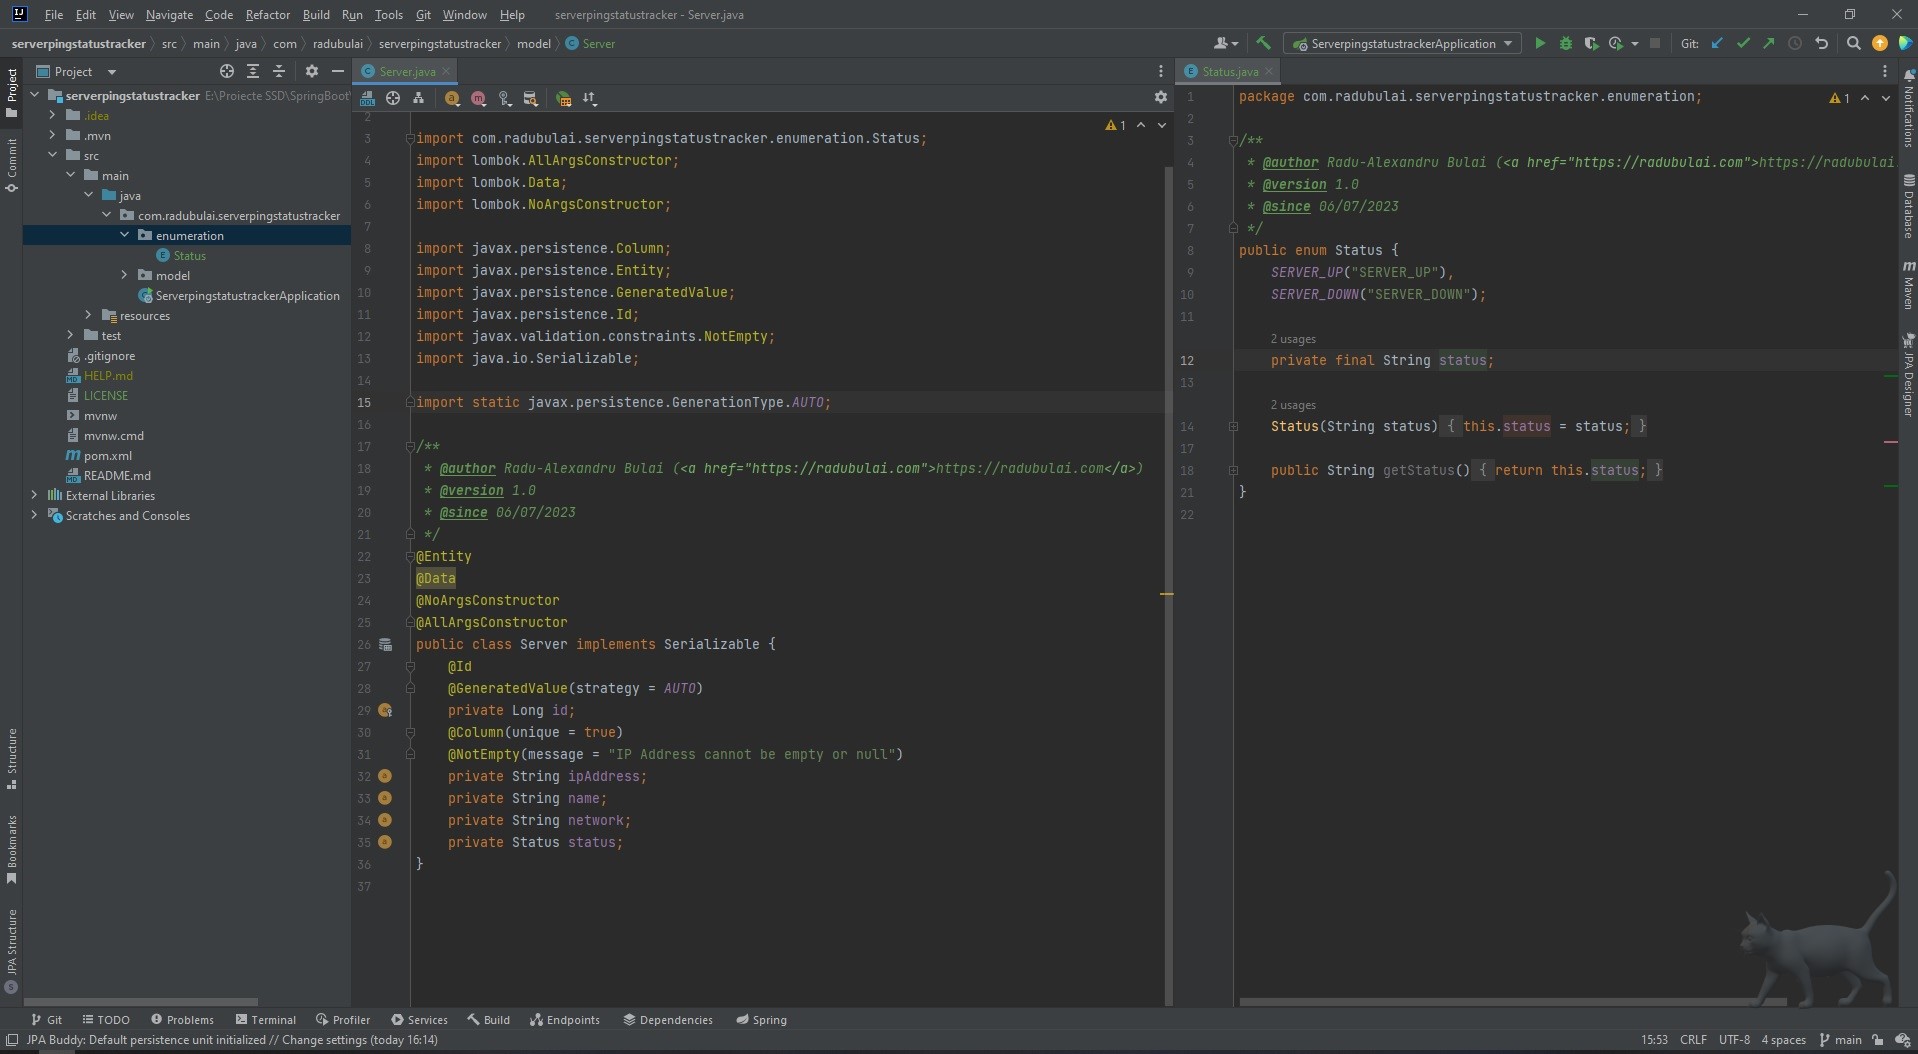 File Edit View Navigate Code Refactor Build Run Tools Git Window Help serverpingstatustracker - Server.java
serverpingstatustracker src main java com radubulai serverpingstatustracker model Server
ServerpingstatustrackerApplication Git:
Project
Server.java
Status.java
Project
Commit
Structure
Bookmarks
JPA Structure
serverpingstatustracker E:\Proiecte SSD\SpringBoot
.idea
.mvn
src
main
java
com.radubulai.serverpingstatustracker
enumeration
Status
model
ServerpingstatustrackerApplication
resources
test
.gitignore
HELP.md
LICENSE
mvnw
mvnw.cmd
pom.xml
README.md
External Libraries
Scratches and Consoles
1
2
3 import com.radubulai.serverpingstatustracker.enumeration.Status;
4 import lombok.AllArgsConstructor;
5 import lombok.Data;
6 import lombok.NoArgsConstructor;
7
8 import javax.persistence.Column;
9 import javax.persistence.Entity;
10 import javax.persistence.GeneratedValue;
11 import javax.persistence.Id;
12 import javax.validation.constraints.NotEmpty;
13 import java.io.Serializable;
14
15 import static javax.persistence.GenerationType.AUTO;
16
17 /**
18 * @author Radu-Alexandru Bulai (<a href="https://radubulai.com">https://radubulai.com</a>)
19 * @version 1.0
20 * @since 06/07/2023
21 */
22 @Entity
23 @Data
24 @NoArgsConstructor
25 @AllArgsConstructor
26 public class Server implements Serializable {
27 @Id
28 @GeneratedValue(strategy = AUTO)
29 private Long id;
30 @Column(unique = true)
31 @NotEmpty(message = "IP Address cannot be empty or null")
32 private String ipAddress;
33 private String name;
34 private String network;
35 private Status status;
36 }
37
1 package com.radubulai.serverpingstatustracker.enumeration;
1
2
3 /**
4 * @author Radu-Alexandru Bulai (<a href="https://radubulai.com">https://radubulai.
5 * @version 1.0
6 * @since 06/07/2023
7 */
8 public enum Status {
9 SERVER_UP("SERVER_UP"),
10 SERVER_DOWN("SERVER_DOWN");
11
2 usages
12 private final String status;
13
2 usages
14 Status(String status) { this.status = status; }
17
18 public String getStatus() { return this.status; }
21 }
22
Notifications
Database
Maven
JPA Designer
Git TODO Problems Terminal Profiler Services Build Endpoints Dependencies Spring
JPA Buddy: Default persistence unit initialized // Change settings (today 16:14) 15:53 CRLF UTF-8 4 spaces main